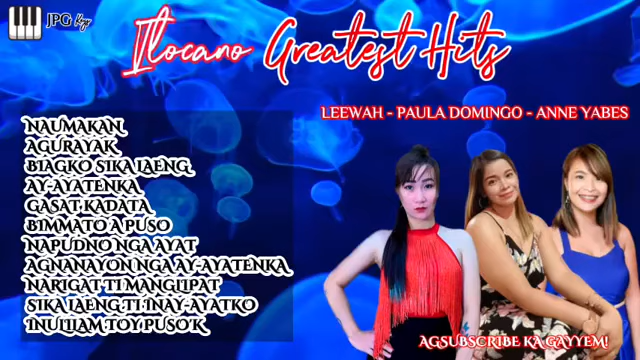 JPG Keys
Ilocano Greatest Hits
LEEWAH - PAULA DOMINGO - ANNE YABES
NAUMAKAN
AGURAYAK
BIAGKO SIKA LAENG
AY-AYATENKA
GASAT KADATA
BIMMATO A PUSO
NAPUDNO NGA AYAT
AGNANAYON NGA AY-AYATENKA
NARIGAT TI MANGLIPAT
SIKA LAENG TI INAY-AYATKO
INULILAM TOY PUSO'K
AGSUBSCRIBE KA GAYYEM!